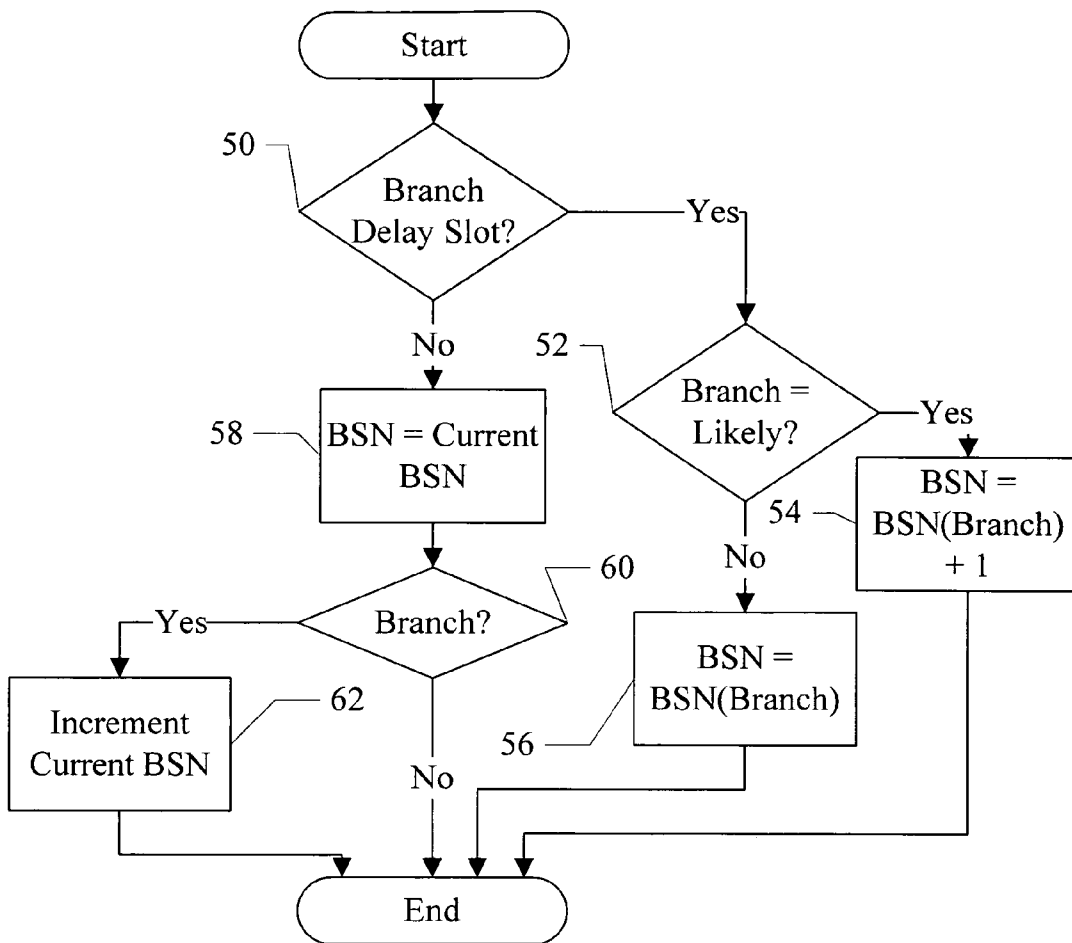 Start
50
Branch
Delay Slot?
Yes
No
52
Branch =
Likely?
Yes
58
BSN = Current
BSN
54
BSN =
BSN(Branch)
+ 1
No
60
Branch?
Yes
BSN =
BSN(Branch)
56
62
Increment
Current BSN
No
End